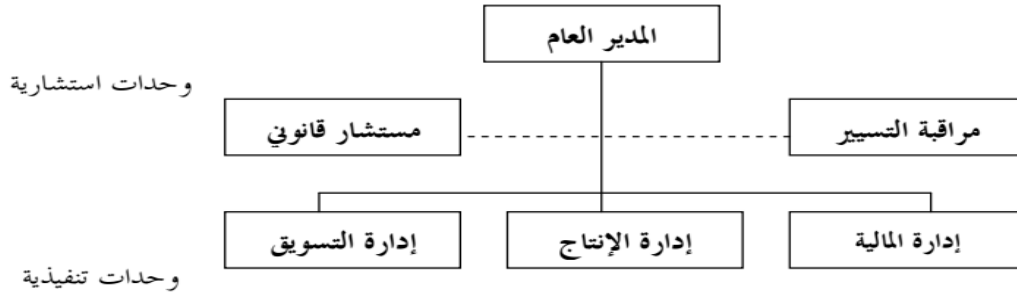 المدير العام
وحدات استشارية
مراقبة التسيير
مستشار قانوني
إدارة المالية
إدارة الإنتاج
إدارة التسويق
وحدات تنفيذية